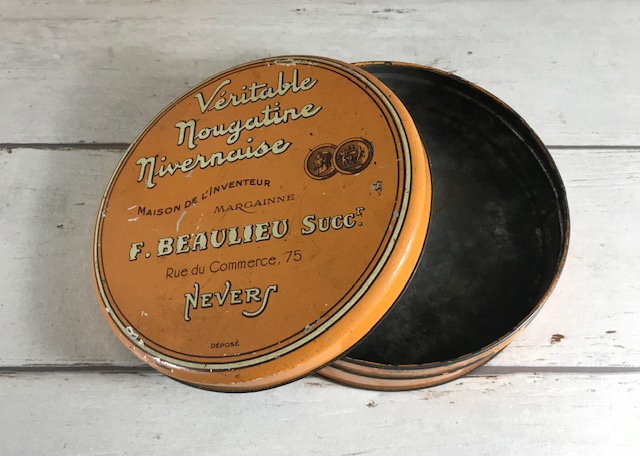 Véritable
Nougatine
Nivernaise
MAISON DE L'INVENTEUR
MARGAINNE
F. BEAULIEU SUCC.r
Rue du Commerce, 75
NEVERS
DÉPOSÉ